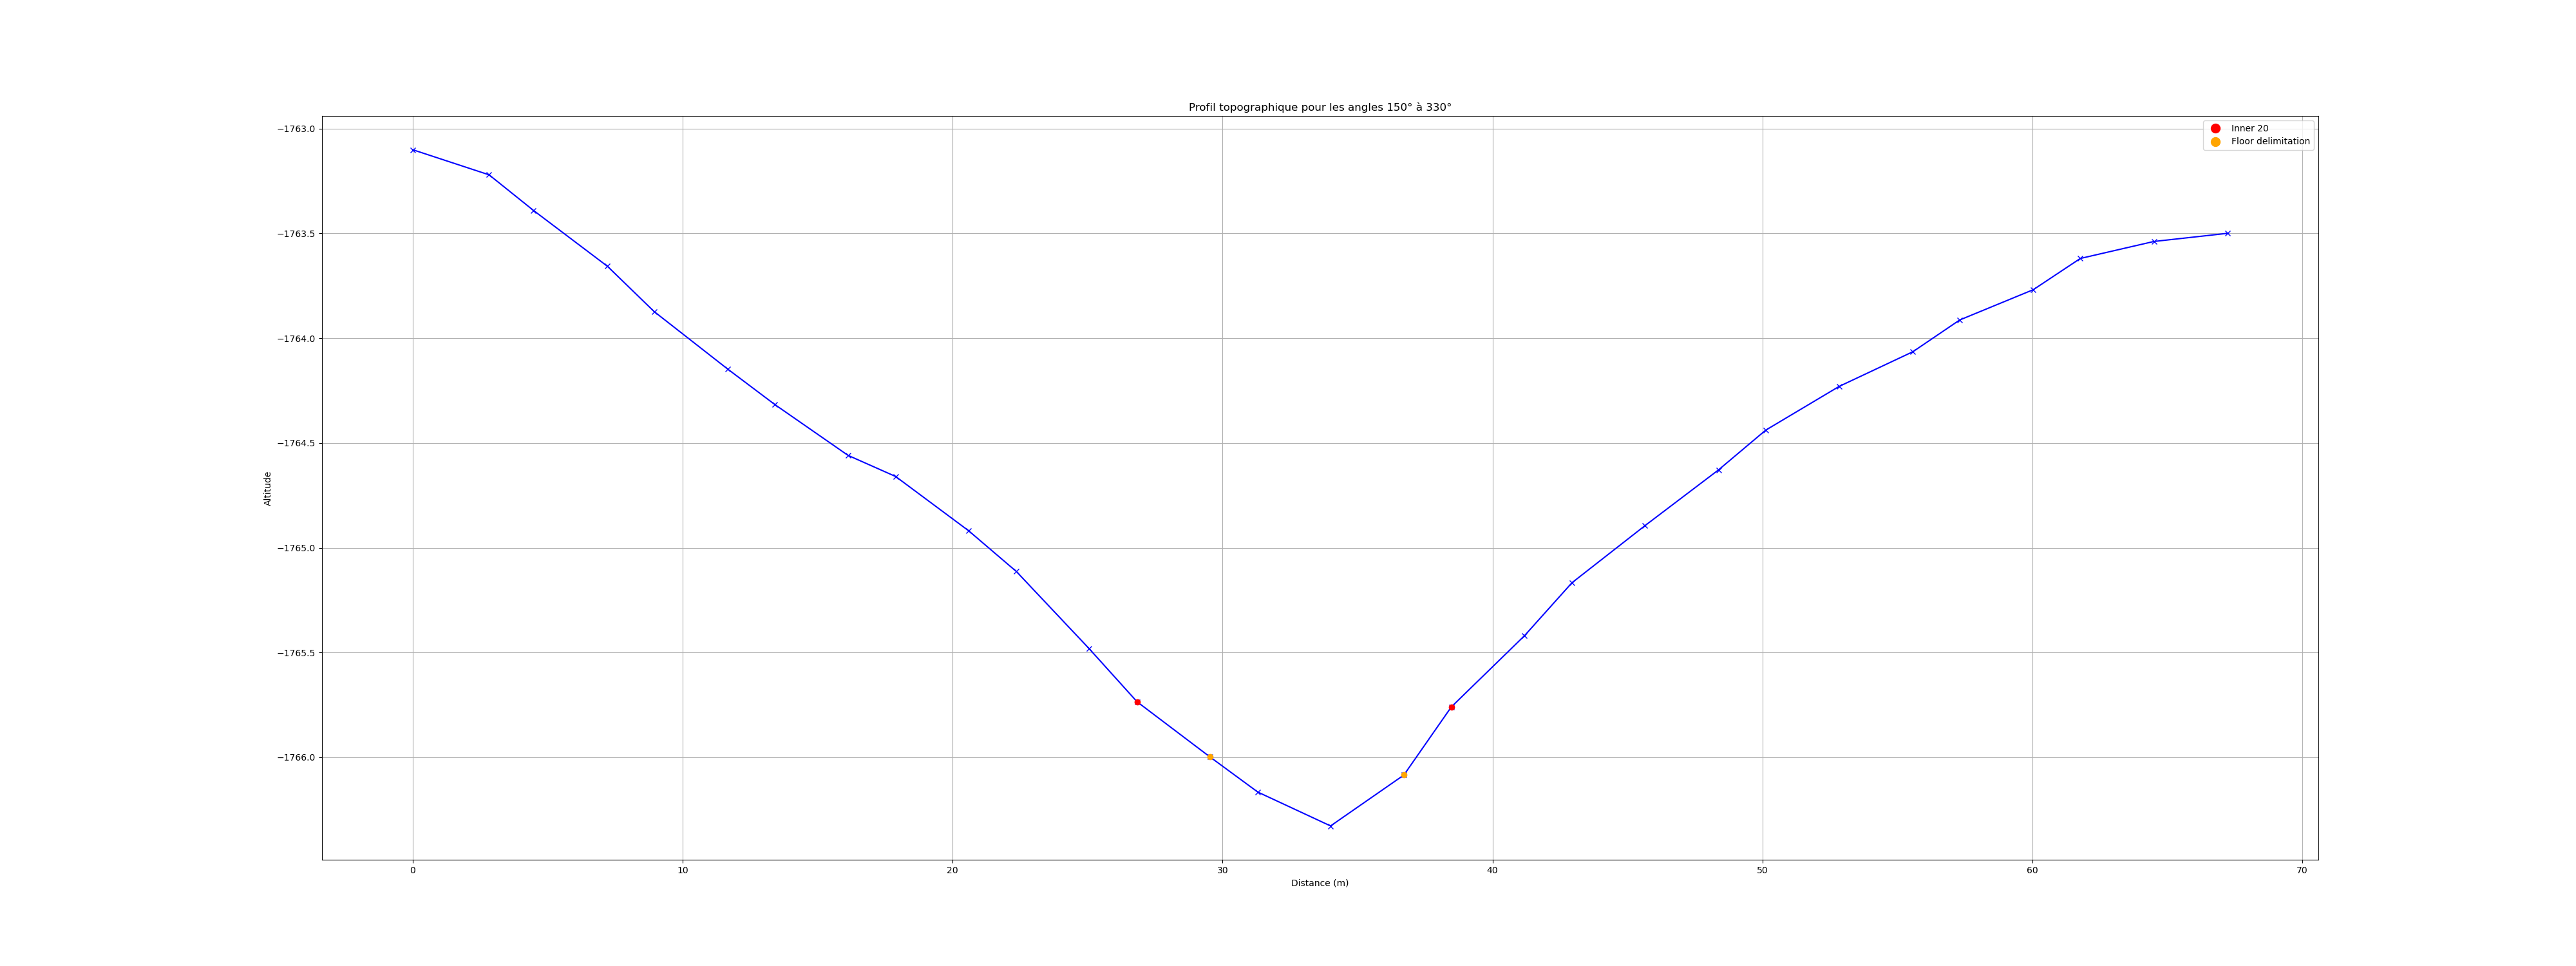 Profil topographique pour les angles 150° à 330°
Inner 20
Floor delimitation
−1763.0
−1763.5
−1764.0
−1764.5
−1765.0
−1765.5
−1766.0
Altitude
0 10 20 30 40 50 60 70
Distance (m)